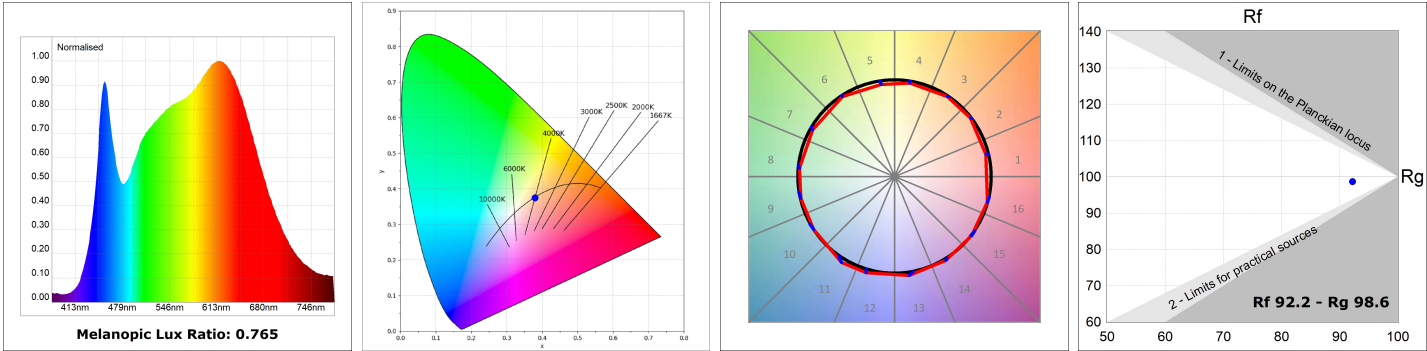 Normalised
1.00
0.90
0.80
0.70
0.60
0.50
0.40
0.30
0.20
0.10
0.00
413nm 479nm 546nm 613nm 680nm 746nm
Melanopic Lux Ratio: 0.765
0.9
0.8
0.7
0.6
0.5
0.4
0.3
0.2
0.1
0.0
y
0.0 0.1 0.2 0.3 0.4 0.5 0.6 0.7 0.8
x
10000K
6000K
4000K
3000K
2500K
2000K
1667K
1
2
3
4
5
6
7
8
9
10
11
12
13
14
15
16
Rf
140
130
120
110
100
90
80
70
60
Rg
1 - Limits on the Planckian locus
2 - Limits for practical sources
Rf 92.2 - Rg 98.6
50 60 70 80 90 100